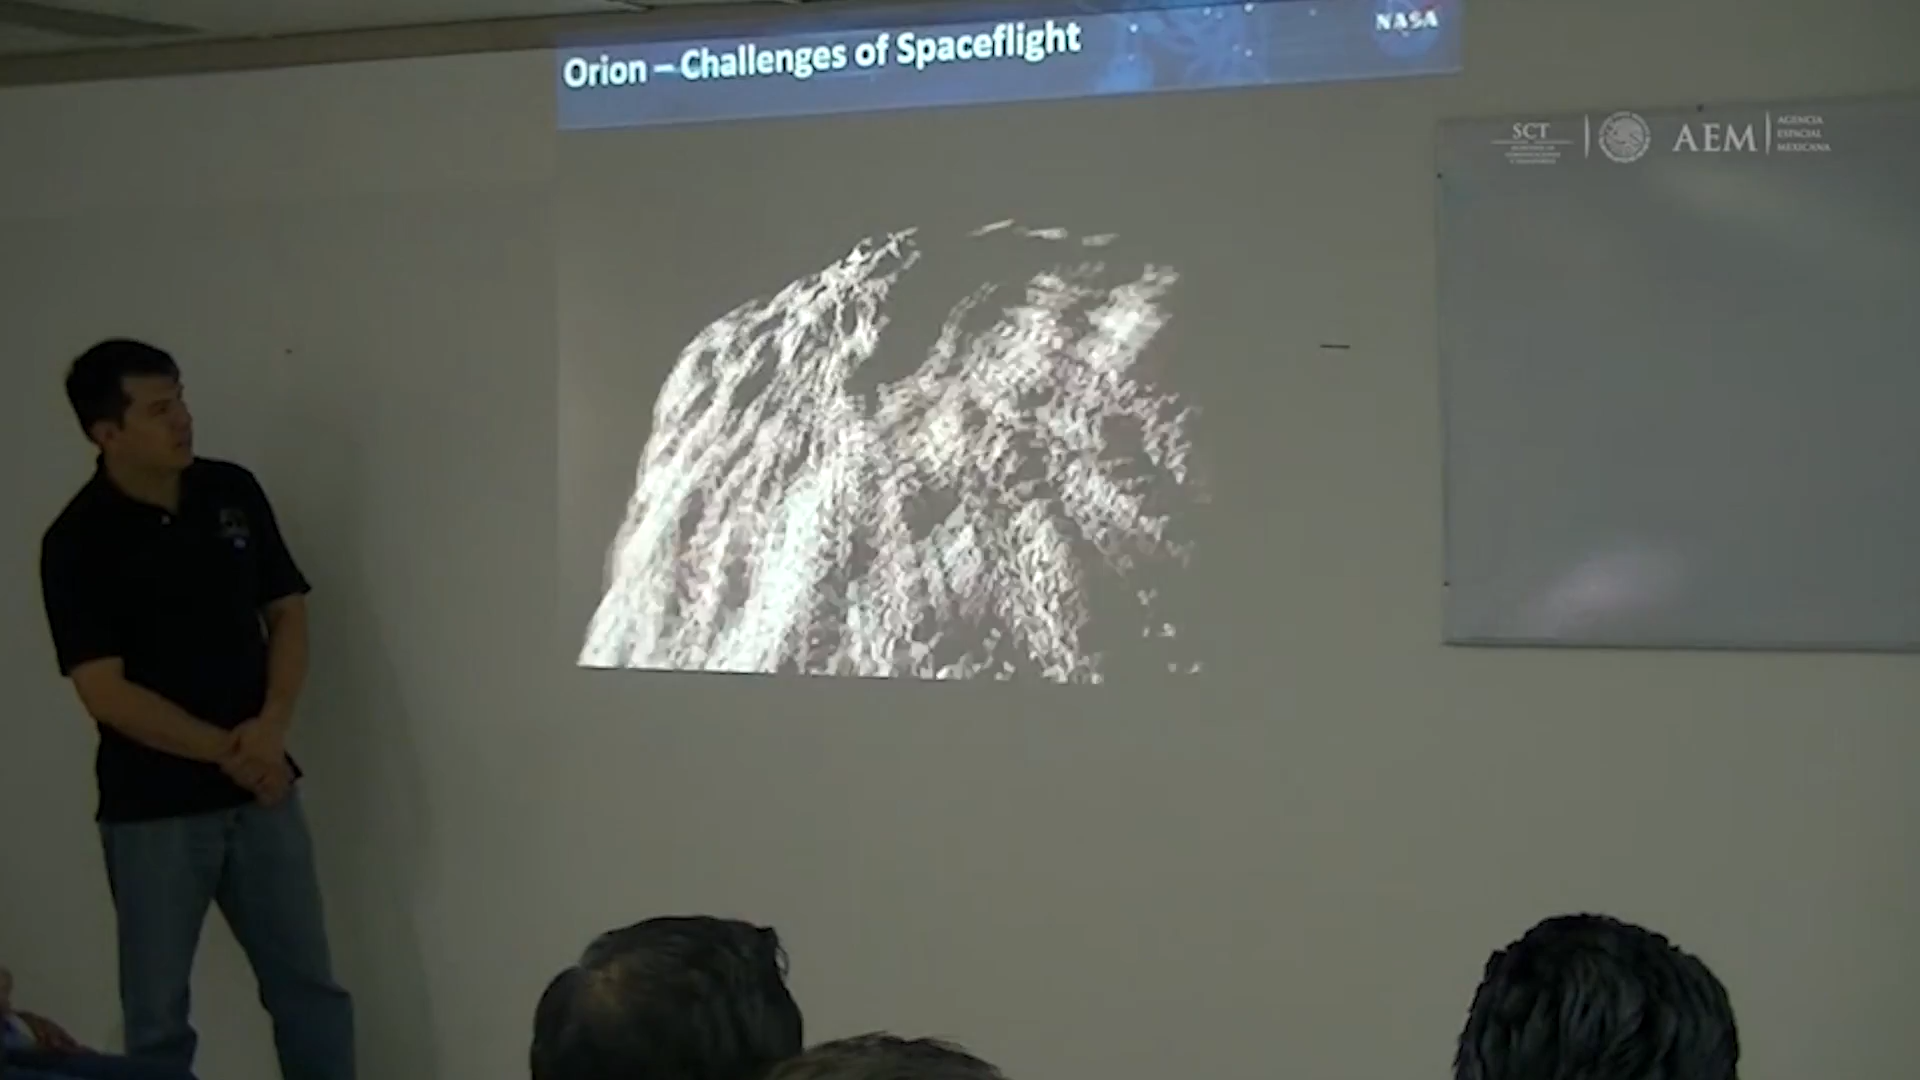 Orion – Challenges of Spaceflight
NASA
SCT
AEM
AGENCIA
ESPACIAL
MEXICANA